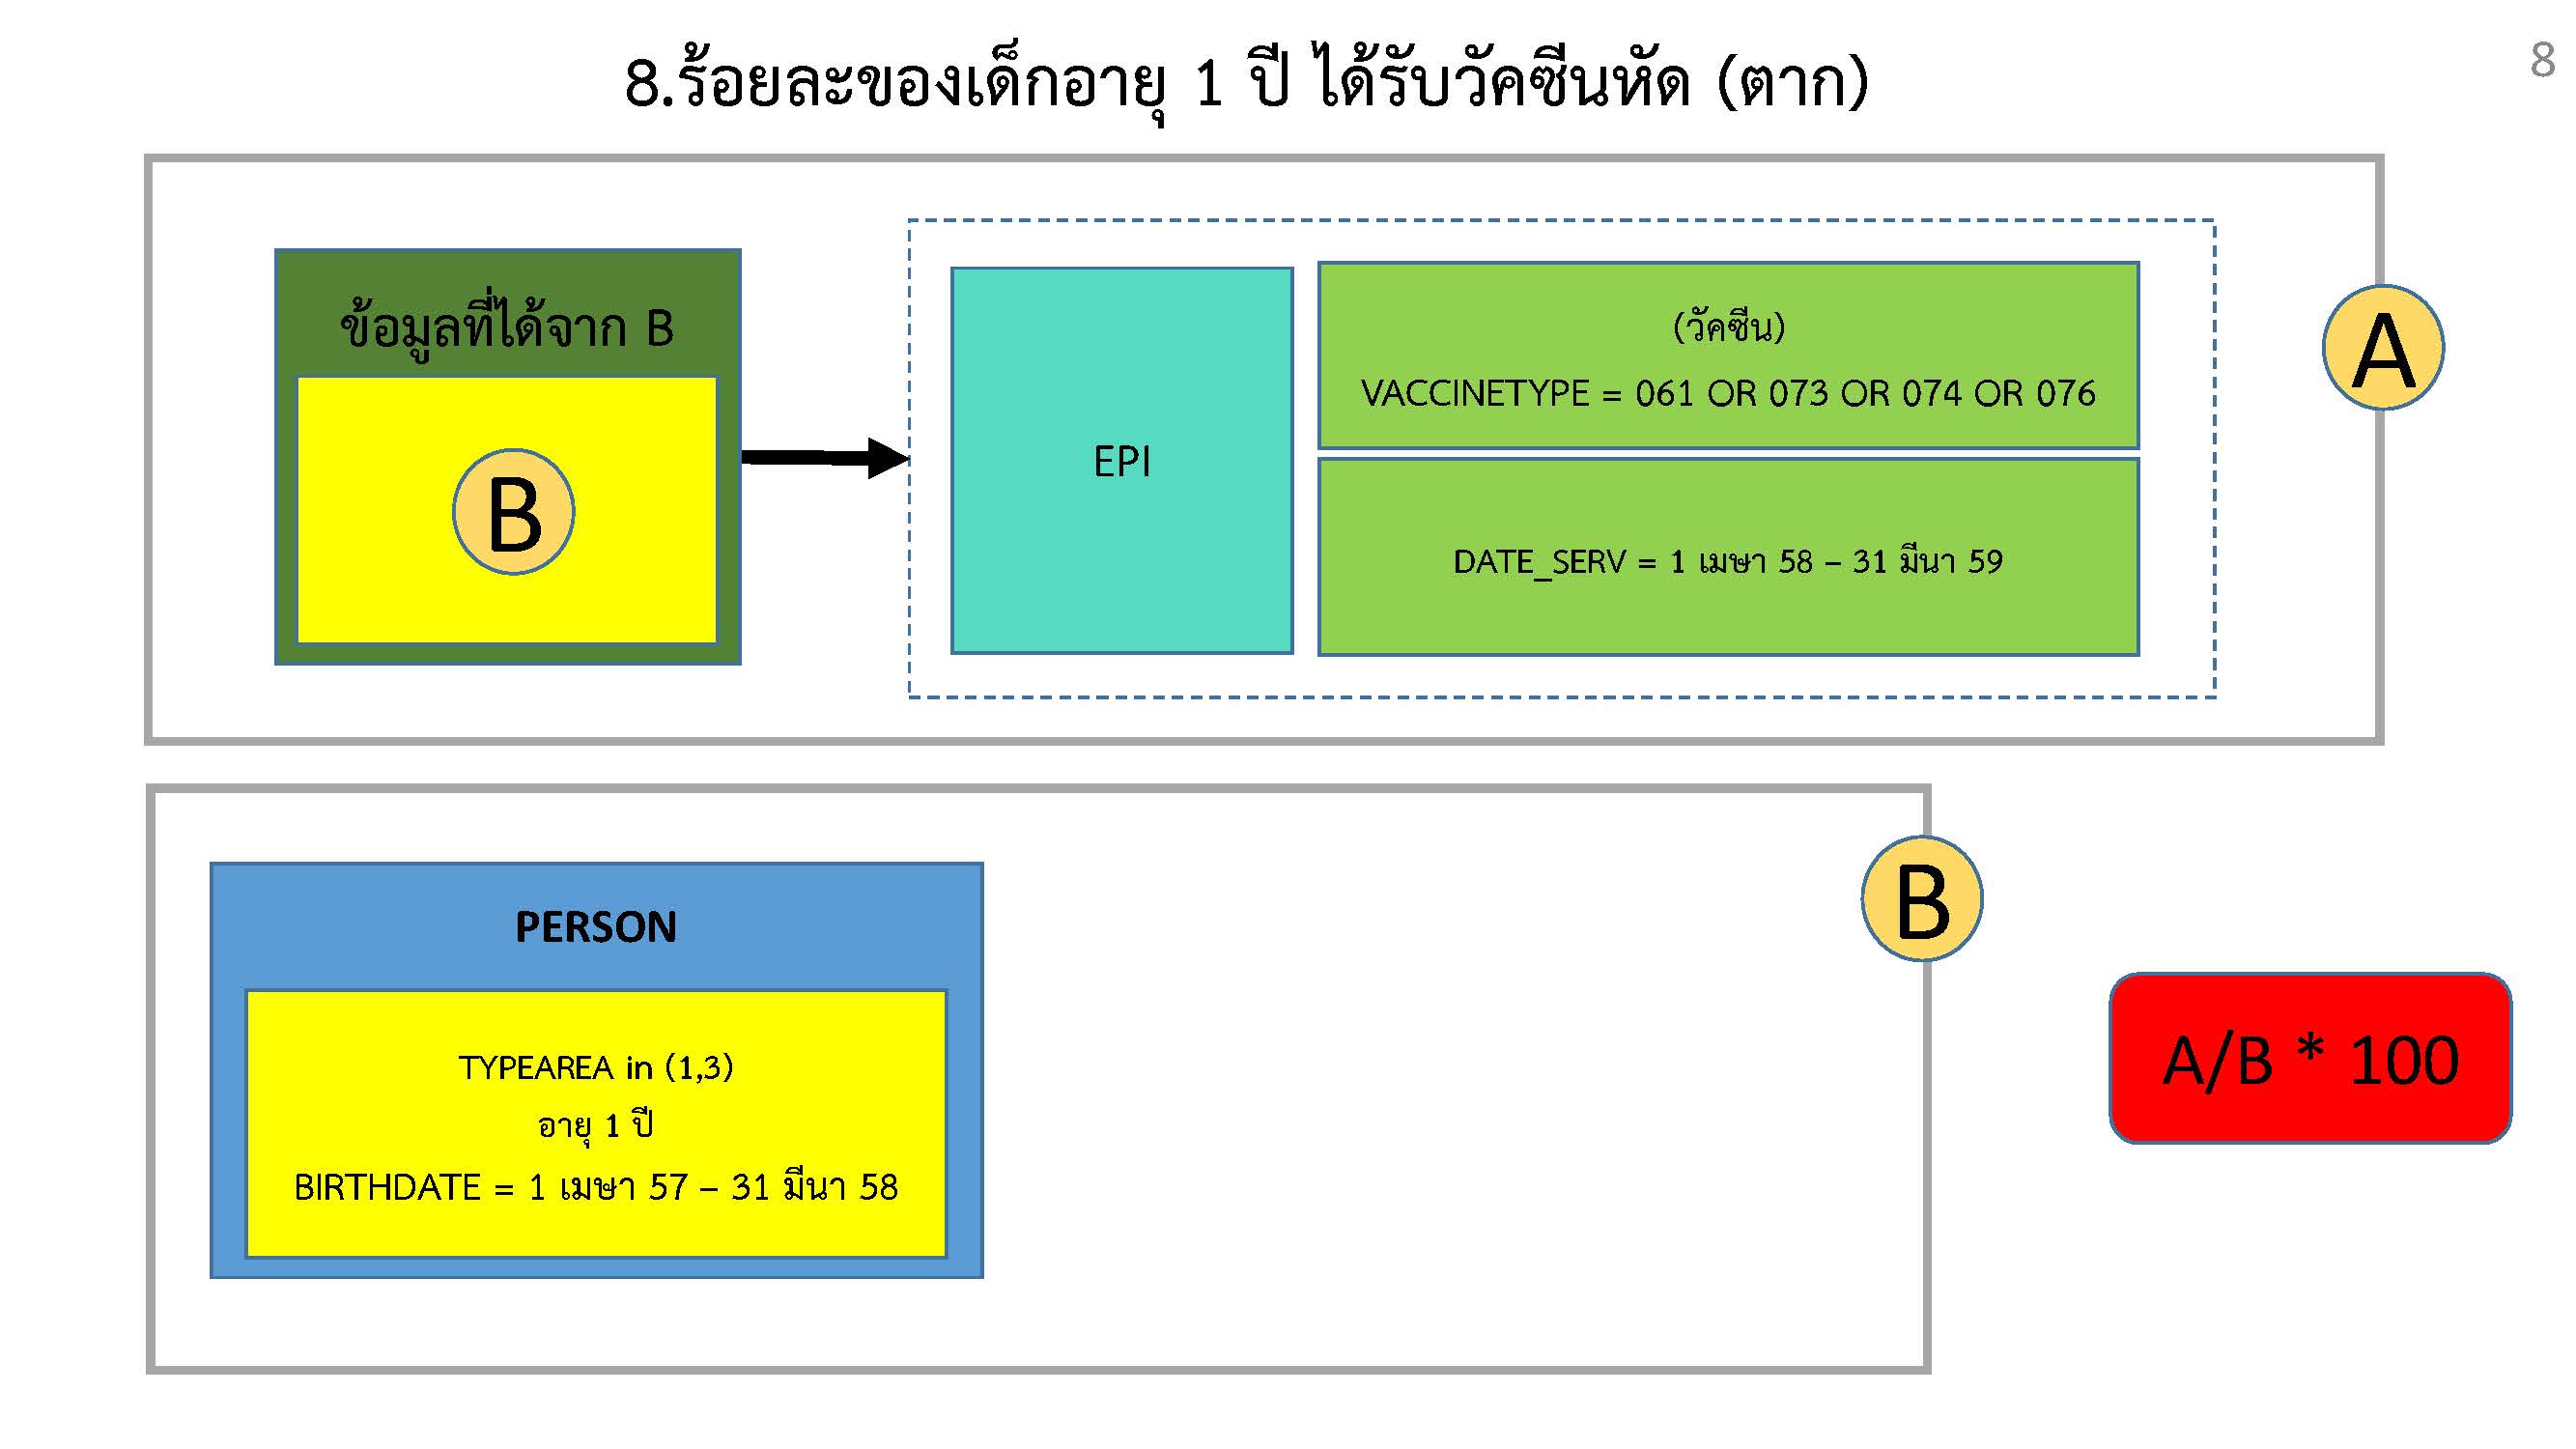 8.ร้อยละของเด็กอายุ 1 ปี ได้รับวัคซีนหัด (ตาก)
8
ข้อมูลที่ได้จาก B
B
EPI
(วัคซีน)
VACCINETYPE = 061 OR 073 OR 074 OR 076
DATE_SERV = 1 เมษา 58 – 31 มีนา 59
A
PERSON
TYPEAREA in (1,3)
อายุ 1 ปี
BIRTHDATE = 1 เมษา 57 – 31 มีนา 58
B
A/B * 100